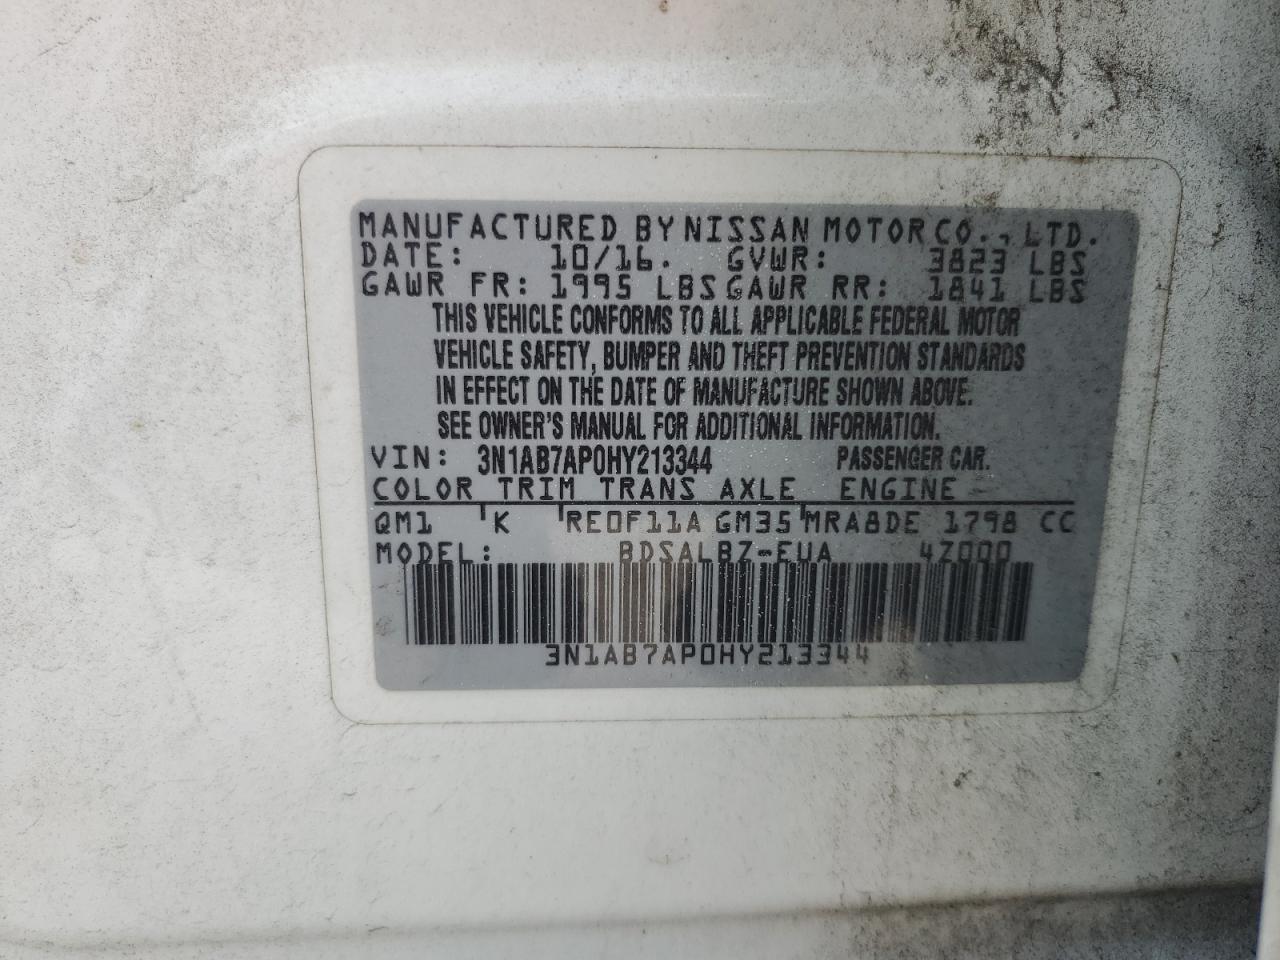 MANUFACTURED BY NISSAN MOTOR CO., LTD.
DATE: 10/16. GVWR: 3823 LBS
GAWR FR: 1995 LBS GAWR RR: 1841 LBS
THIS VEHICLE CONFORMS TO ALL APPLICABLE FEDERAL MOTOR
VEHICLE SAFETY, BUMPER AND THEFT PREVENTION STANDARDS
IN EFFECT ON THE DATE OF MANUFACTURE SHOWN ABOVE.
SEE OWNER'S MANUAL FOR ADDITIONAL INFORMATION.
VIN: 3N1AB7AP0HY213344 PASSENGER CAR.
COLOR TRIM TRANS AXLE ENGINE
QM1 K RE0F11A GM35 MRA8DE 1798 CC
MODEL: BDSALBZ-EUA 4Z000
3N1AB7AP0HY213344